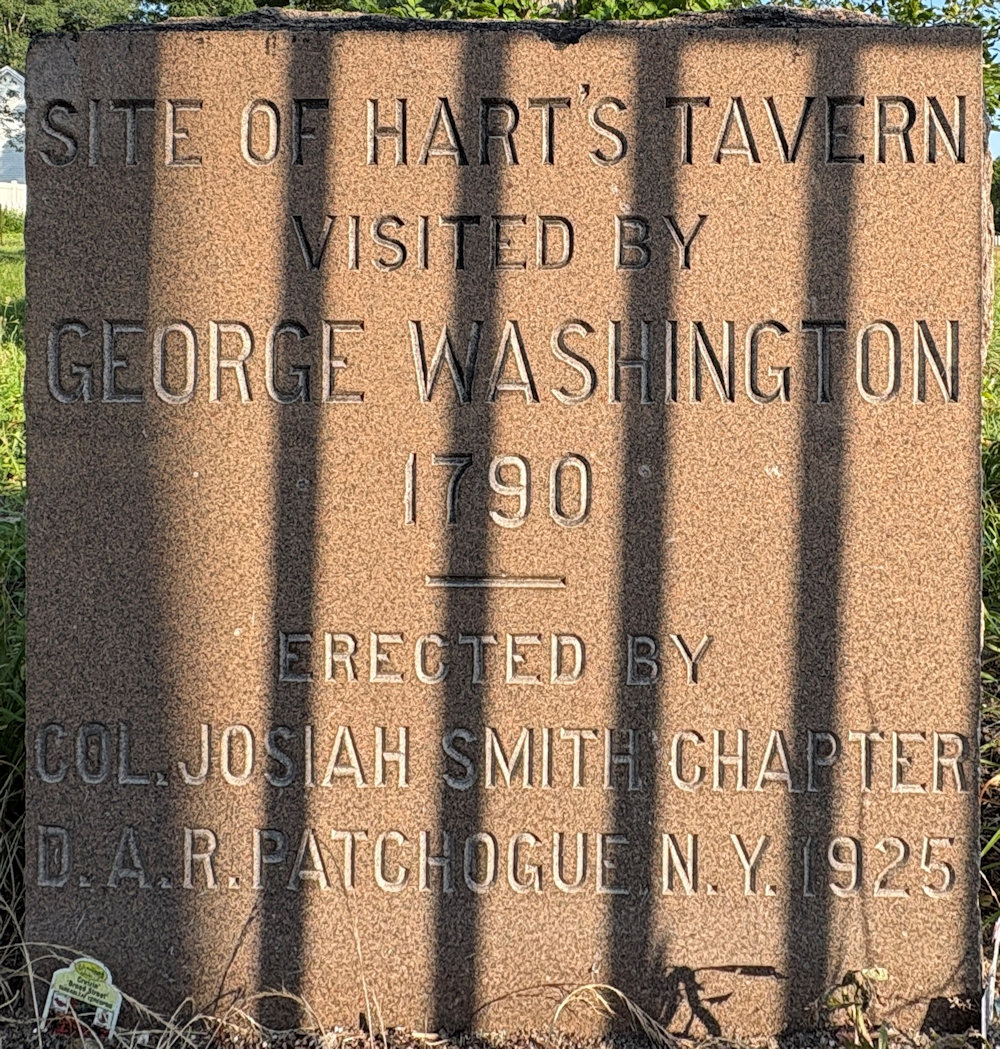 SITE OF HART'S TAVERN
VISITED BY
GEORGE WASHINGTON
1790
ERECTED BY
COL. JOSIAH SMITH CHAPTER
D.A.R. PATCHOGUE, N.Y. 1925